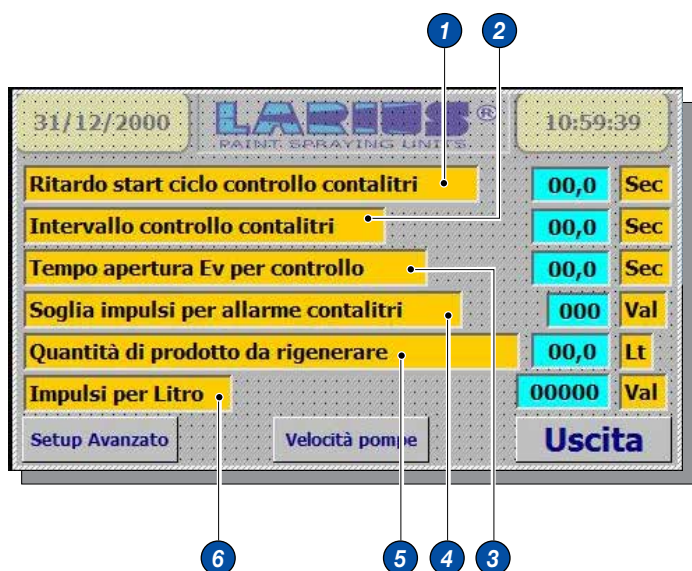 1 2
31/12/2000 LARIUS® 10:59:39
PAINT SPRAYING UNITS
Ritardo start ciclo controllo contalitri 00,0 Sec
Intervallo controllo contalitri 00,0 Sec
Tempo apertura Ev per controllo 00,0 Sec
Soglia impulsi per allarme contalitri 000 Val
Quantità di prodotto da rigenerare 00,0 Lt
Impulsi per Litro 00000 Val
Setup Avanzato Velocità pompe Uscita
6 5 4 3